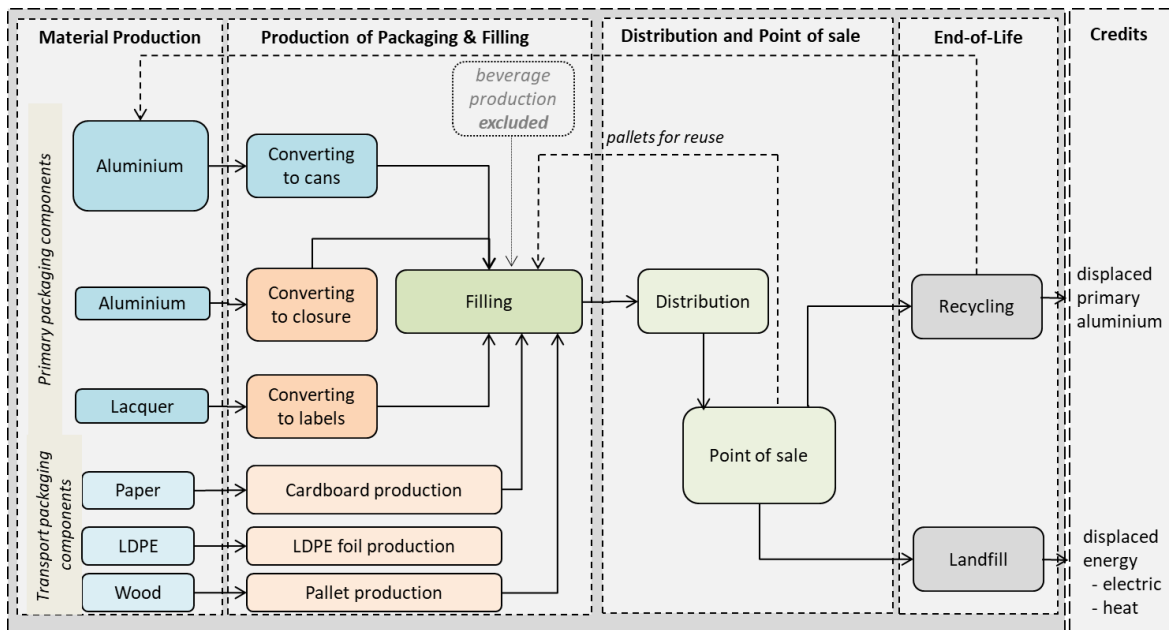 Material Production
Production of Packaging & Filling
Distribution and Point of sale
End-of-Life
Credits
beverage
production
excluded
pallets for reuse
Primary packaging components
Aluminium
Converting
to cans
Aluminium
Converting
to closure
Filling
Distribution
Recycling
displaced
primary
aluminium
Lacquer
Converting
to labels
Point of sale
Transport packaging
components
Paper
Cardboard production
LDPE
LDPE foil production
Wood
Pallet production
Landfill
displaced
energy
- electric
- heat